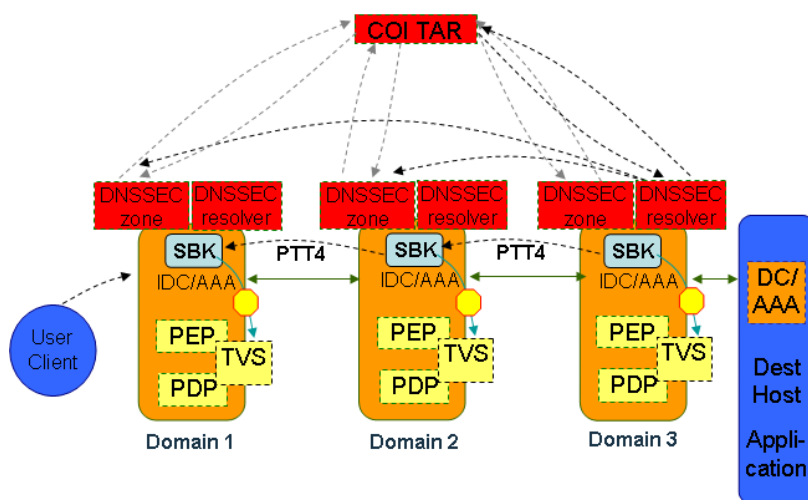 COI TAR
DNSSEC
zone
DNSSEC
resolver
DNSSEC
zone
DNSSEC
resolver
DNSSEC
zone
DNSSEC
resolver
SBK
PTT4
SBK
PTT4
SBK
IDC/AAA
IDC/AAA
IDC/AAA
DC/
AAA
User
Client
PEP
TVS
PDP
PEP
TVS
PDP
PEP
TVS
PDP
Dest
Host
Appli-
cation
Domain 1
Domain 2
Domain 3